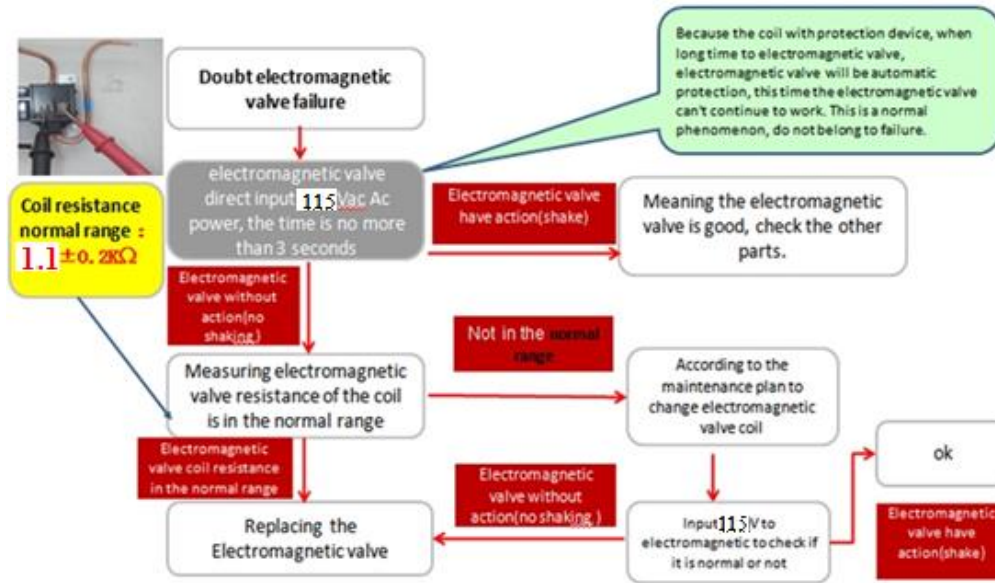 Doubt electromagnetic
valve failure
Because the coil with protection device, when
long time to electromagnetic valve,
electromagnetic valve will be automatic
protection, this time the electromagnetic valve
can't continue to work. This is a normal
phenomenon, do not belong to failure.
electromagnetic valve
direct input 115 Vac Ac
power, the time is no more
than 3 seconds
Coil resistance
normal range :
1.1±0.2KΩ
Electromagnetic valve
have action(shake)
Meaning the electromagnetic
valve is good, check the other
parts.
Electromagnetic
valve without
action(no
shaking )
Not in the normal
range
Measuring electromagnetic
valve resistance of the coil
is in the normal range
According to the
maintenance plan to
change electromagnetic
valve coil
Electromagnetic
valve coil resistance
in the normal range
ok
Electromagnetic
valve without
action(no shaking )
Replacing the
Electromagnetic valve
Input 115 V to
electromagnetic to check if
it is normal or not
Electromagnetic
valve have
action(shake)